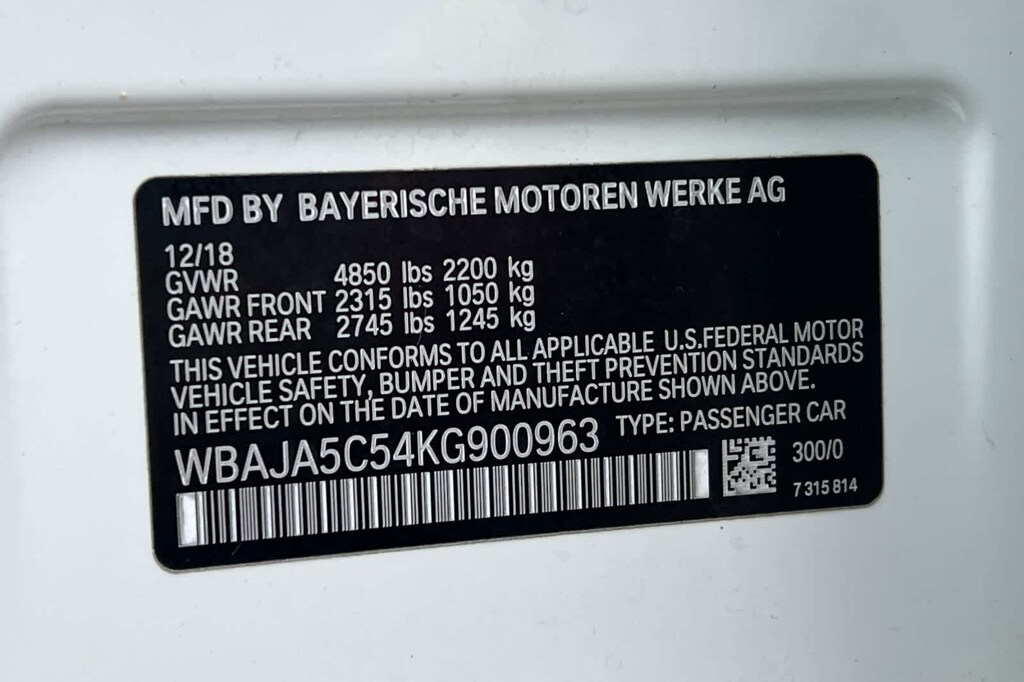 MFD BY BAYERISCHE MOTOREN WERKE AG
12/18
GVWR 4850 lbs 2200 kg
GAWR FRONT 2315 lbs 1050 kg
GAWR REAR 2745 lbs 1245 kg
THIS VEHICLE CONFORMS TO ALL APPLICABLE U.S.FEDERAL MOTOR
VEHICLE SAFETY, BUMPER AND THEFT PREVENTION STANDARDS
IN EFFECT ON THE DATE OF MANUFACTURE SHOWN ABOVE.
WBAJA5C54KG900963 TYPE: PASSENGER CAR
300/0
7 315 814